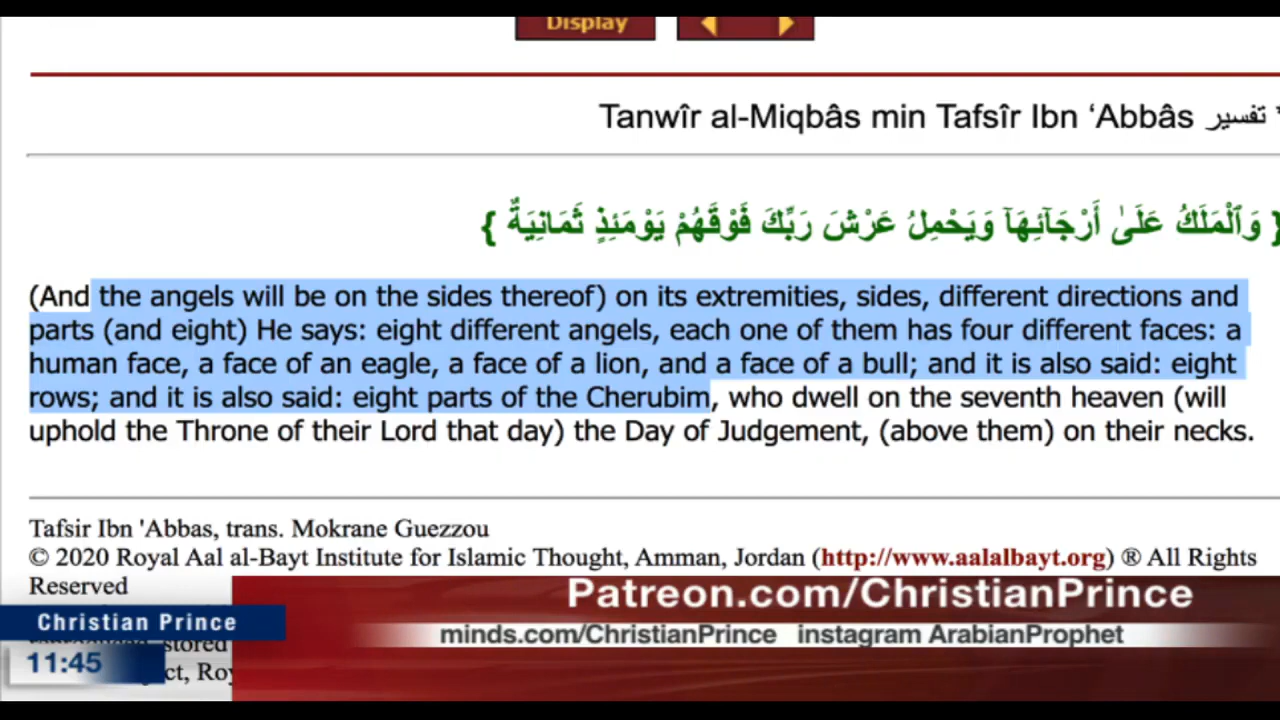 Display
Tanwîr al-Miqbâs min Tafsîr Ibn ‘Abbâs تفسير *
{ وَٱلْمَلَكُ عَلَىٰ أَرْجَآئِهَآ وَيَحْمِلُ عَرْشَ رَبِّكَ فَوْقَهُمْ يَوْمَئِذٍ ثَمَانِيَةٌ }
(And the angels will be on the sides thereof) on its extremities, sides, different directions and
parts (and eight) He says: eight different angels, each one of them has four different faces: a
human face, a face of an eagle, a face of a lion, and a face of a bull; and it is also said: eight
rows; and it is also said: eight parts of the Cherubim, who dwell on the seventh heaven (will
uphold the Throne of their Lord that day) the Day of Judgement, (above them) on their necks.
Tafsir Ibn 'Abbas, trans. Mokrane Guezzou
© 2020 Royal Aal al-Bayt Institute for Islamic Thought, Amman, Jordan (http://www.aalalbayt.org) ® All Rights
Reserved
Patreon.com/ChristianPrince
Christian Prince
minds.com/ChristianPrince instagram ArabianProphet
stored
11:45
ct, Roy